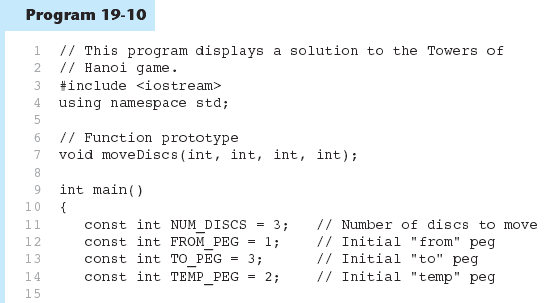 Program 19-10
1 // This program displays a solution to the Towers of
2 // Hanoi game.
3 #include <iostream>
4 using namespace std;
5
6 // Function prototype
7 void moveDiscs(int, int, int, int);
8
9 int main()
10 {
11 const int NUM_DISCS = 3; // Number of discs to move
12 const int FROM_PEG = 1; // Initial "from" peg
13 const int TO_PEG = 3; // Initial "to" peg
14 const int TEMP_PEG = 2; // Initial "temp" peg
15